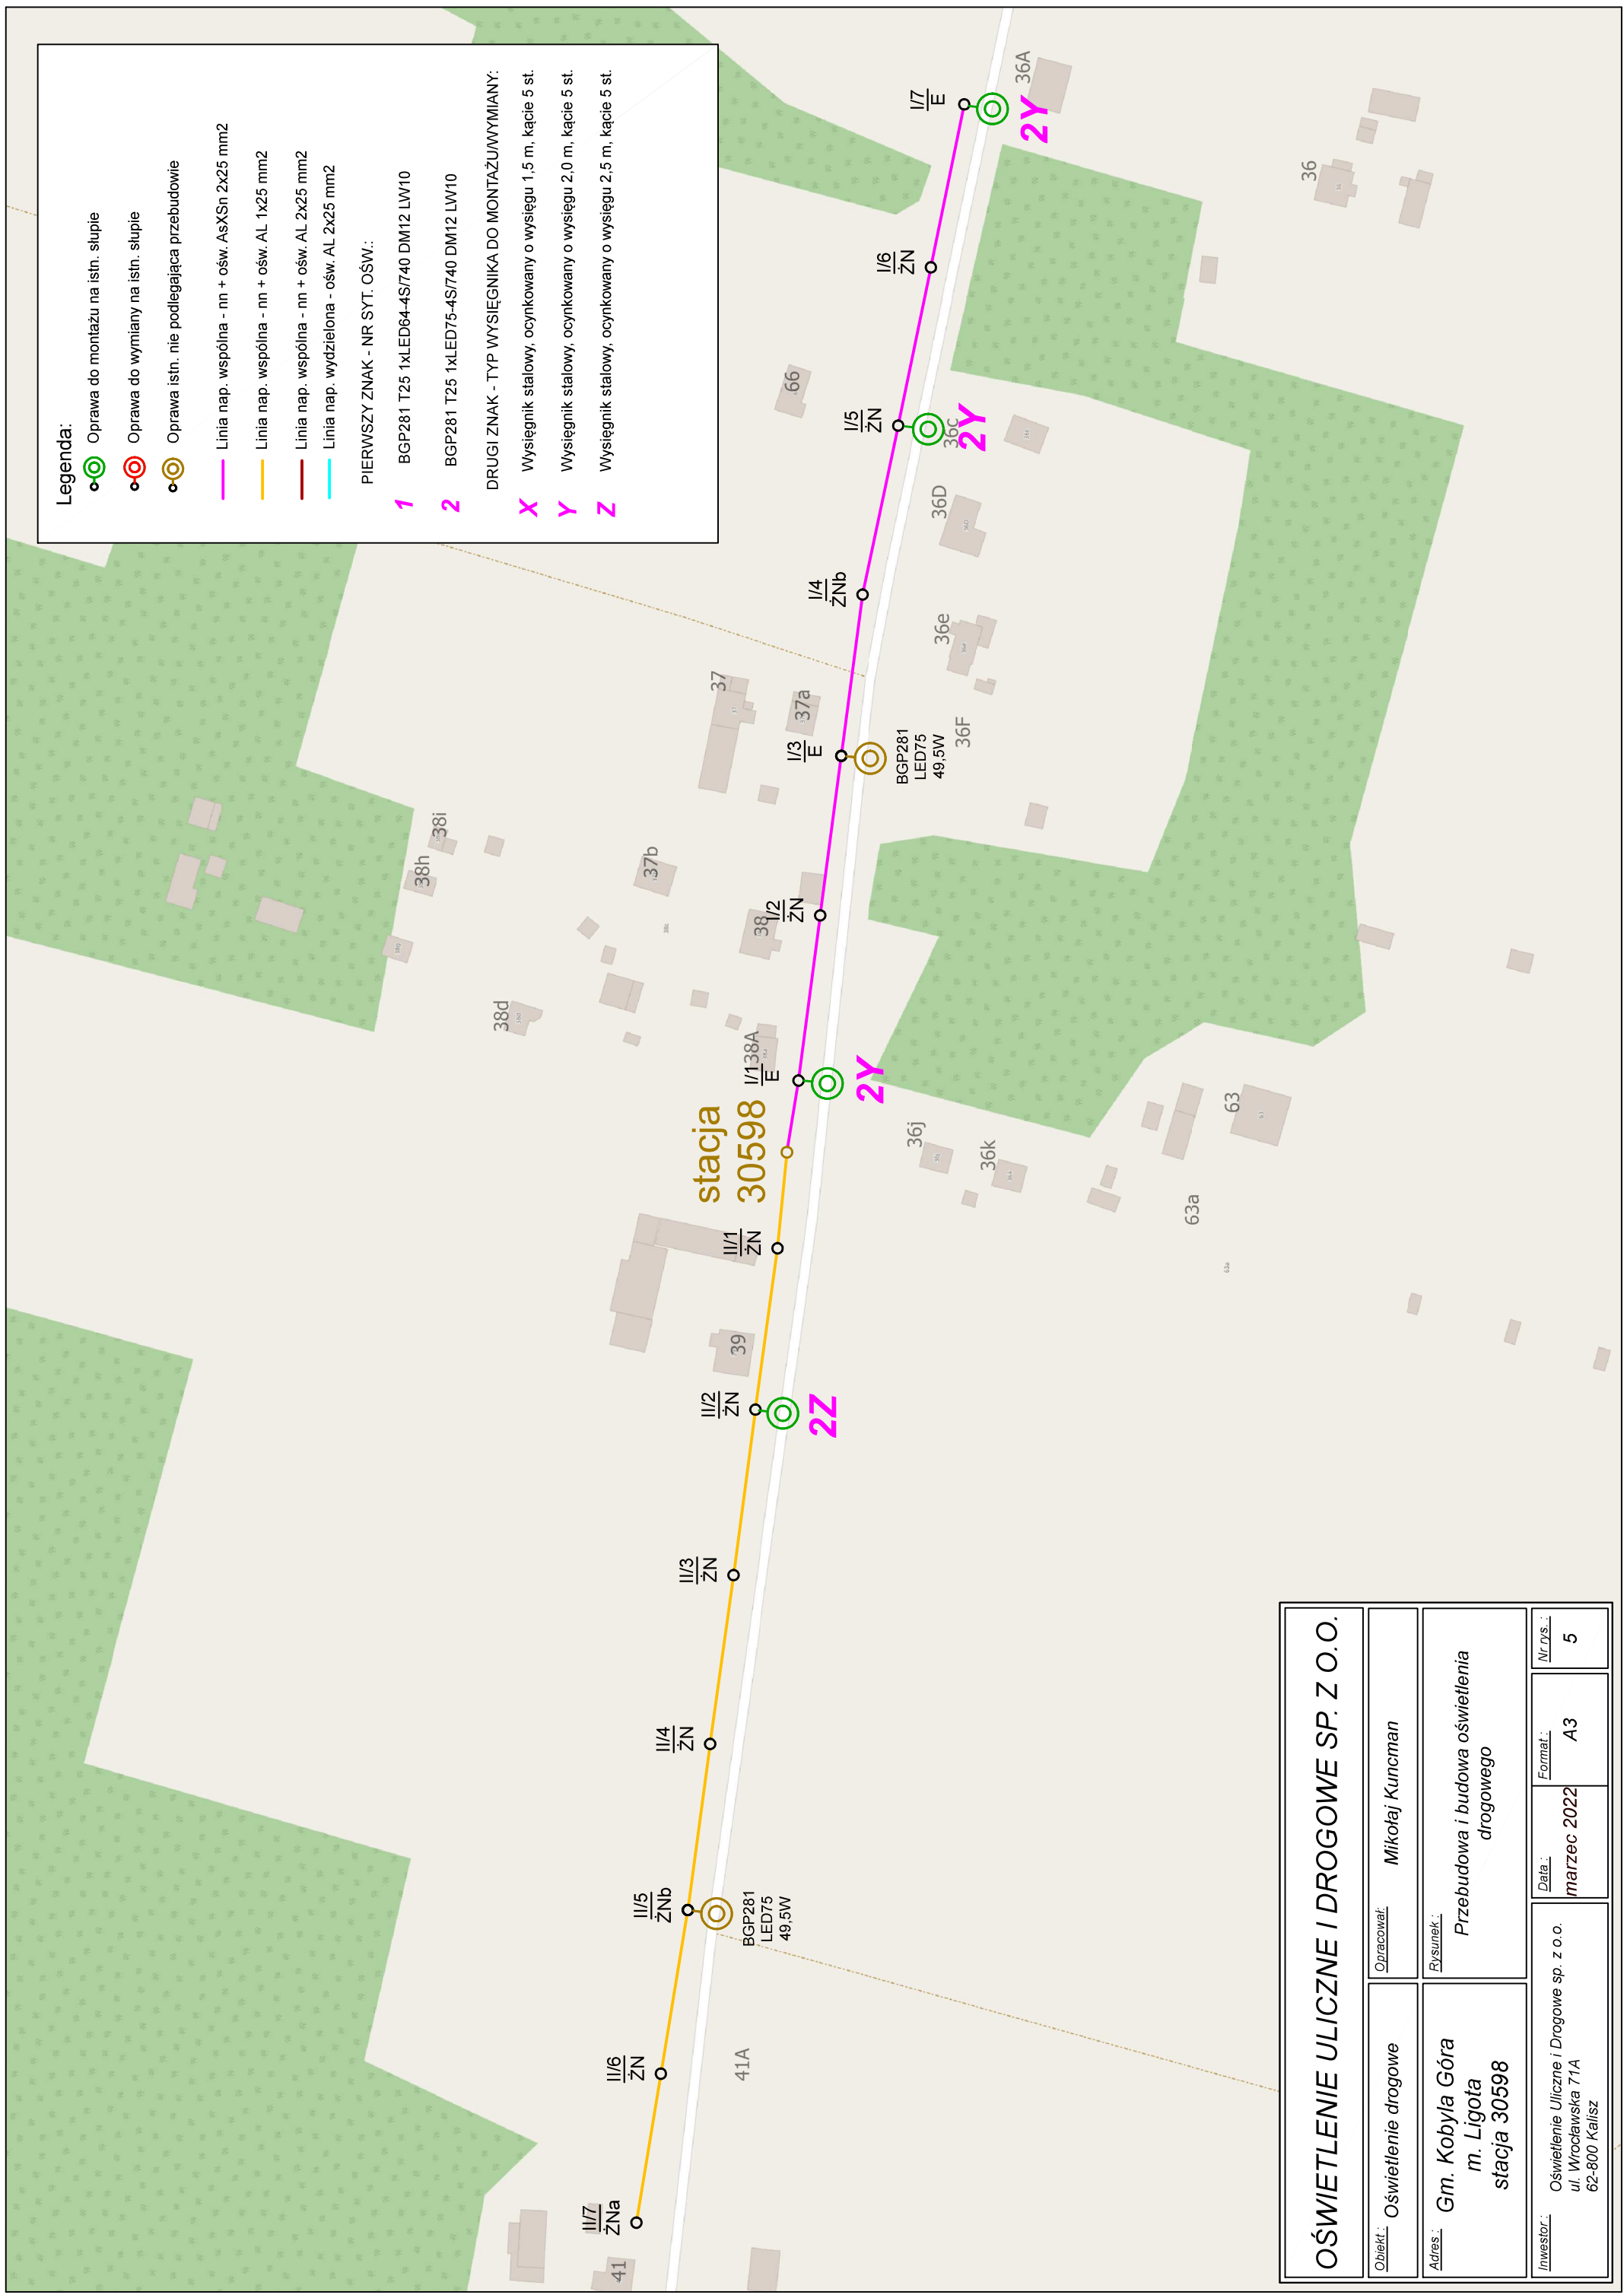 Legenda:
Oprawa do montażu na istn. słupie
Oprawa do wymiany na istn. słupie
Oprawa istn. nie podlegająca przebudowie
Linia nap. wspólna - nn + ośw. AsXSn 2x25 mm2
Linia nap. wspólna - nn + ośw. AL 1x25 mm2
Linia nap. wspólna - nn + ośw. AL 2x25 mm2
Linia nap. wydzielona - ośw. AL 2x25 mm2
PIERWSZY ZNAK - NR SYT. OŚW.:
1 BGP281 T25 1xLED64-4S/740 DM12 LW10
2 BGP281 T25 1xLED75-4S/740 DM12 LW10
DRUGI ZNAK - TYP WYSIĘGNIKA DO MONTAŻU/WYMIANY:
X Wysięgnik stalowy, ocynkowany o wysięgu 1,5 m, kącie 5 st.
Y Wysięgnik stalowy, ocynkowany o wysięgu 2,0 m, kącie 5 st.
Z Wysięgnik stalowy, ocynkowany o wysięgu 2,5 m, kącie 5 st.
41
II/7
ŻNa
II/6
ŻN
41A
II/5
ŻNb
BGP281
LED75
49,5W
II/4
ŻN
II/3
ŻN
II/2
ŻN
2Z
39
II/1
ŻN
stacja
30598
I/1
E
2Y
38A
38d
38
I/2
ŻN
38h
38i
37b
37
37a
I/3
E
BGP281
LED75
49,5W
36F
I/4
ŻNb
36e
36D
I/5
ŻN
2Y
36c
66
I/6
ŻN
I/7
E
2Y
36A
36
36j
36k
63
63a
OŚWIETLENIE ULICZNE I DROGOWE SP. Z O.O.
Obiekt :
Oświetlenie drogowe
Opracował:
Mikołaj Kuncman
Adres :
Gm. Kobyla Góra
m. Ligota
stacja 30598
Rysunek :
Przebudowa i budowa oświetlenia
drogowego
Inwestor :
Oświetlenie Uliczne i Drogowe sp. z o.o.
ul. Wrocławska 71A
62-800 Kalisz
Data :
marzec 2022
Format :
A3
Nr rys. :
5